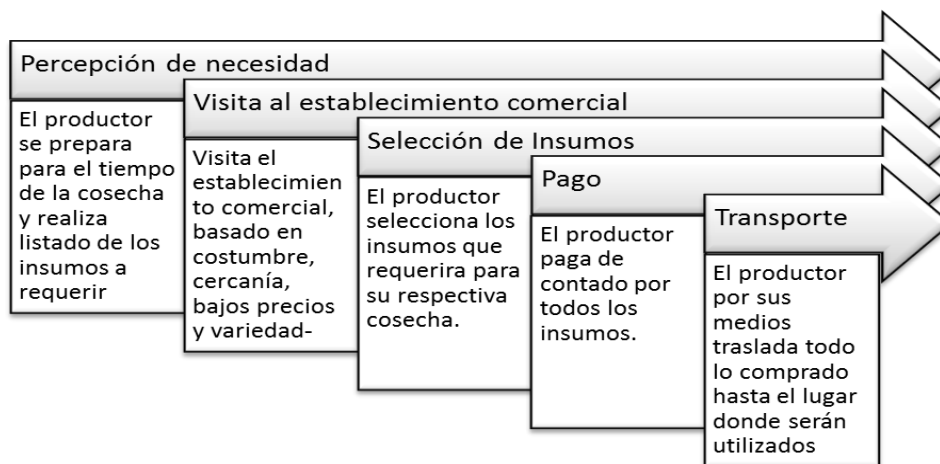 Percepción de necesidad
El productor
se prepara
para el tiempo
de la cosecha
y realiza
listado de los
insumos a
requerir
Visita al establecimiento comercial
Visita el
establecimien
to comercial,
basado en
costumbre,
cercanía,
bajos precios
y variedad-
Selección de Insumos
El productor
selecciona los
insumos que
requerira para
su respectiva
cosecha.
Pago
El productor
paga de
contado por
todos los
insumos.
Transporte
El productor
por sus
medios
traslada todo
lo comprado
hasta el lugar
donde serán
utilizados